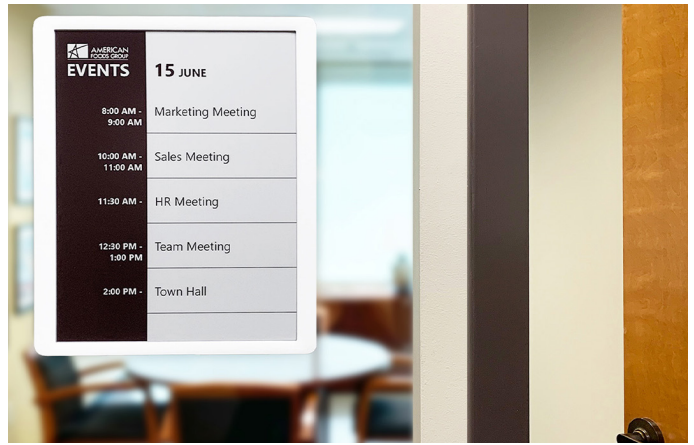 AMERICAN
FOODS GROUP
EVENTS
15 JUNE
8:00 AM -
9:00 AM
Marketing Meeting
10:00 AM -
11:00 AM
Sales Meeting
11:30 AM -
HR Meeting
12:30 PM -
1:00 PM
Team Meeting
2:00 PM -
Town Hall